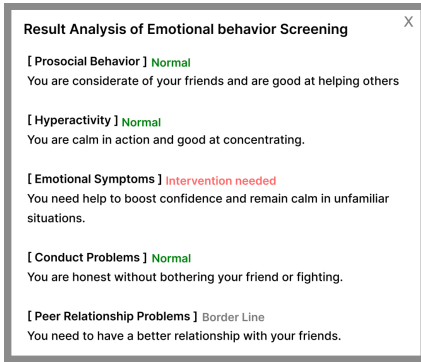 Result Analysis of Emotional behavior Screening X
[ Prosocial Behavior ] Normal
You are considerate of your friends and are good at helping others
[ Hyperactivity ] Normal
You are calm in action and good at concentrating.
[ Emotional Symptoms ] Intervention needed
You need help to boost confidence and remain calm in unfamiliar
situations.
[ Conduct Problems ] Normal
You are honest without bothering your friend or fighting.
[ Peer Relationship Problems ] Border Line
You need to have a better relationship with your friends.